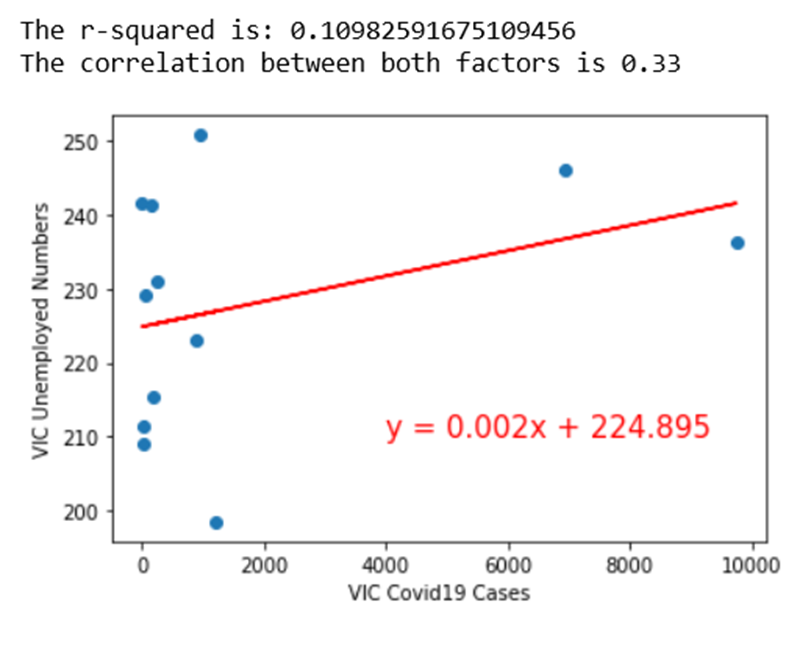 The r-squared is: 0.10982591675109456
The correlation between both factors is 0.33
250
240
230
220
210
200
VIC Unemployed Numbers
y = 0.002x + 224.895
0 2000 4000 6000 8000 10000
VIC Covid19 Cases